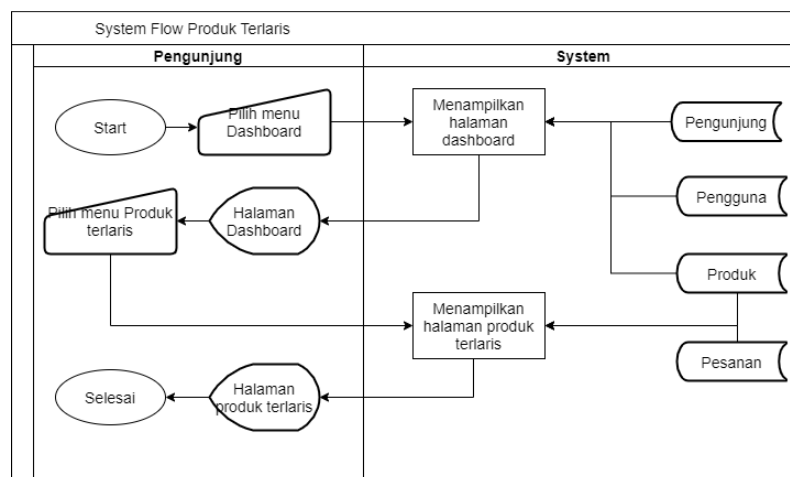 System Flow Produk Terlaris
Pengunjung
System
Start
Pilih menu
Dashboard
Menampilkan
halaman
dashboard
Pengunjung
Pilih menu Produk
terlaris
Halaman
Dashboard
Pengguna
Menampilkan
halaman produk
terlaris
Produk
Selesai
Halaman
produk terlaris
Pesanan